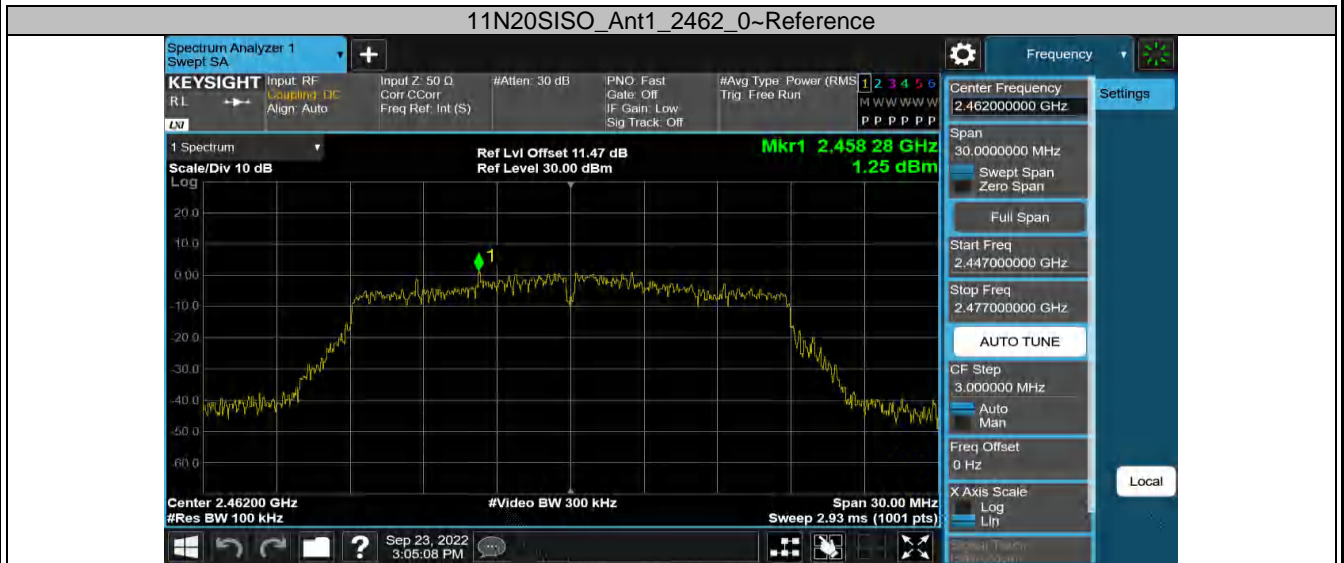 11N20SISO_Ant1_2462_0~Reference
Spectrum Analyzer 1
Swept SA
+
Frequency
KEYSIGHT
RL
LXI
Input: RF
Coupling: DC
Align: Auto
Input Z: 50 Ω
Corr CCorr
Freq Ref: Int (S)
#Atten: 30 dB
PNO: Fast
Gate: Off
IF Gain: Low
Sig Track: Off
#Avg Type: Power (RMS
Trig: Free Run
1 2 3 4 5 6
M W W W W W
P P P P P P
1 Spectrum
Scale/Div 10 dB
Ref Lvl Offset 11.47 dB
Ref Level 30.00 dBm
Mkr1 2.458 28 GHz
1.25 dBm
Log
20.0
10.0
0.00
-10.0
-20.0
-30.0
-40.0
-50.0
-60.0
1
Center 2.46200 GHz
#Res BW 100 kHz
#Video BW 300 kHz
Span 30.00 MHz
Sweep 2.93 ms (1001 pts)
Center Frequency
2.462000000 GHz
Settings
Span
30.0000000 MHz
Swept Span
Zero Span
Full Span
Start Freq
2.447000000 GHz
Stop Freq
2.477000000 GHz
AUTO TUNE
CF Step
3.000000 MHz
Auto
Man
Freq Offset
0 Hz
X Axis Scale
Log
Lin
Local
?
Sep 23, 2022
3:05:08 PM